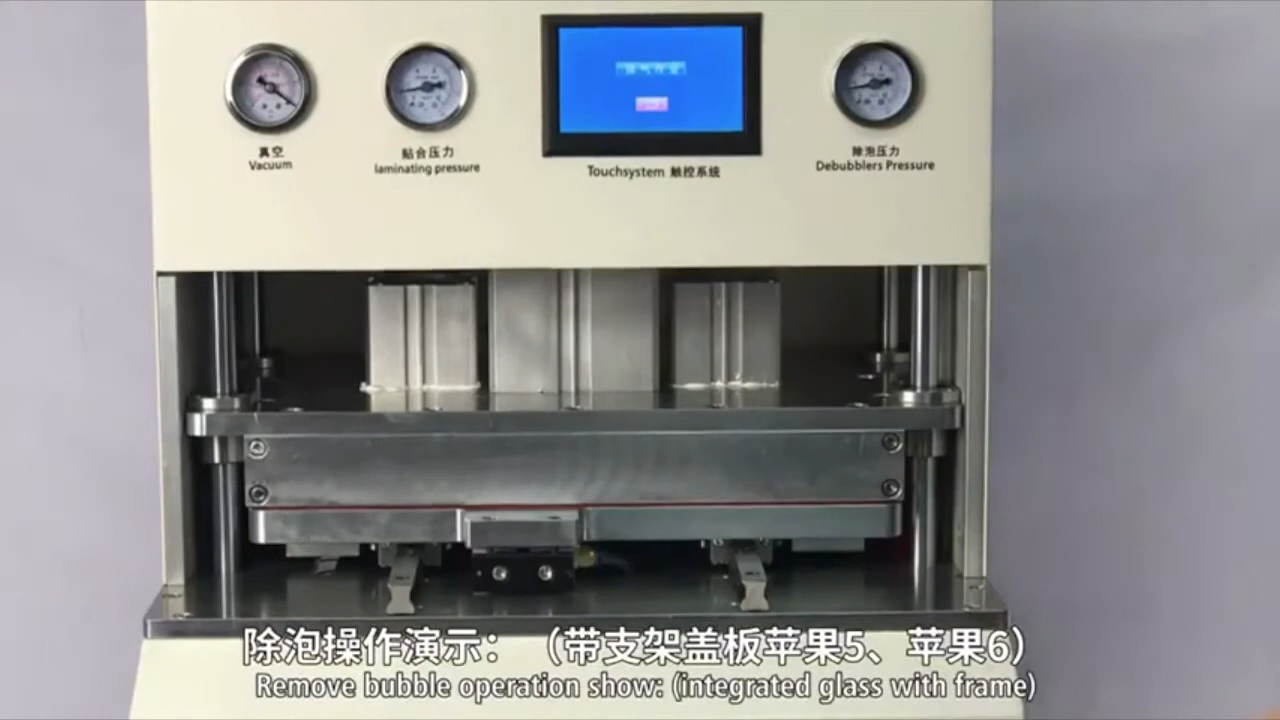 真空
Vacuum
贴合压力
laminating pressure
Touchsystem 触控系统
除泡压力
Debubblers Pressure
除泡操作演示：（带支架盖板苹果5、苹果6）
Remove bubble operation show: (integrated glass with frame)